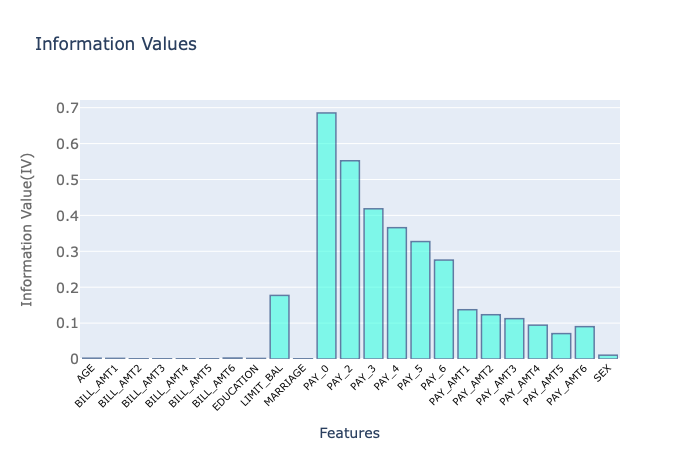 Information Values
Information Value(IV)
0.7
0.6
0.5
0.4
0.3
0.2
0.1
0
AGE
BILL_AMT1
BILL_AMT2
BILL_AMT3
BILL_AMT4
BILL_AMT5
BILL_AMT6
EDUCATION
LIMIT_BAL
MARRIAGE
PAY_0
PAY_2
PAY_3
PAY_4
PAY_5
PAY_6
PAY_AMT1
PAY_AMT2
PAY_AMT3
PAY_AMT4
PAY_AMT5
PAY_AMT6
SEX
Features